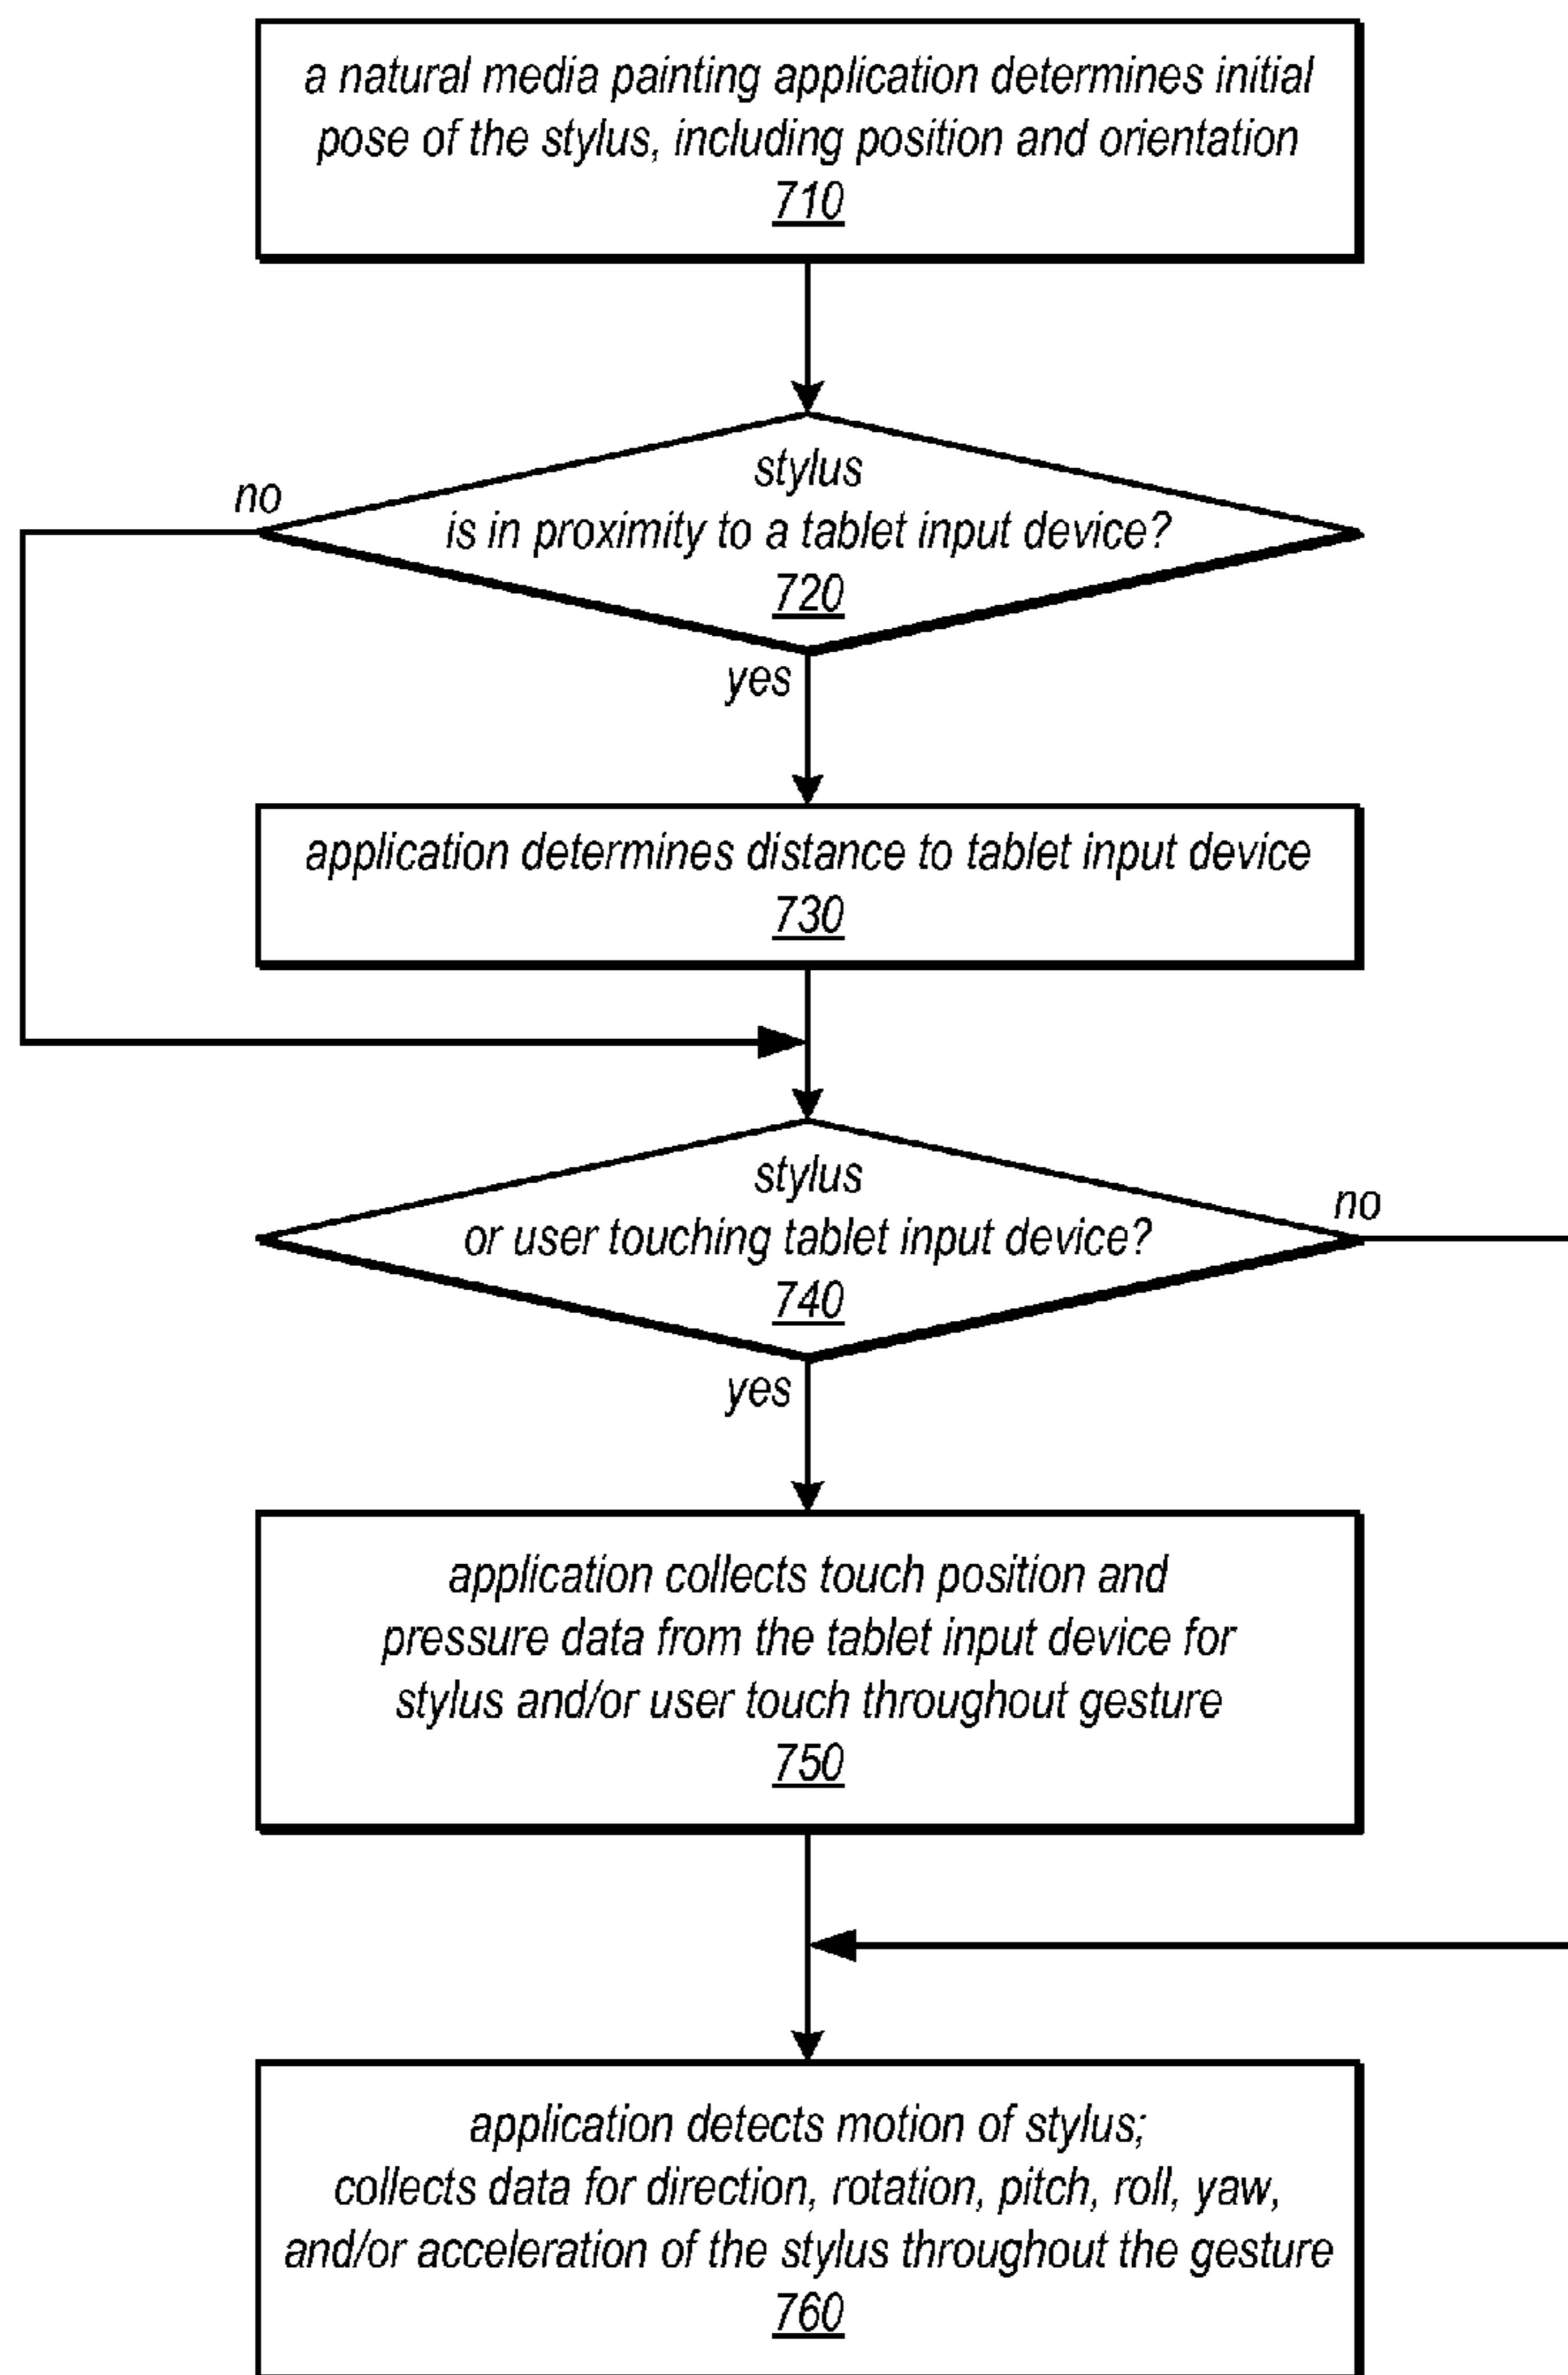 a natural media painting application determines initial
pose of the stylus, including position and orientation
710
no
stylus
is in proximity to a tablet input device?
720
yes
application determines distance to tablet input device
730
stylus
or user touching tablet input device?
740
no
yes
application collects touch position and
pressure data from the tablet input device for
stylus and/or user touch throughout gesture
750
application detects motion of stylus;
collects data for direction, rotation, pitch, roll, yaw,
and/or acceleration of the stylus throughout the gesture
760